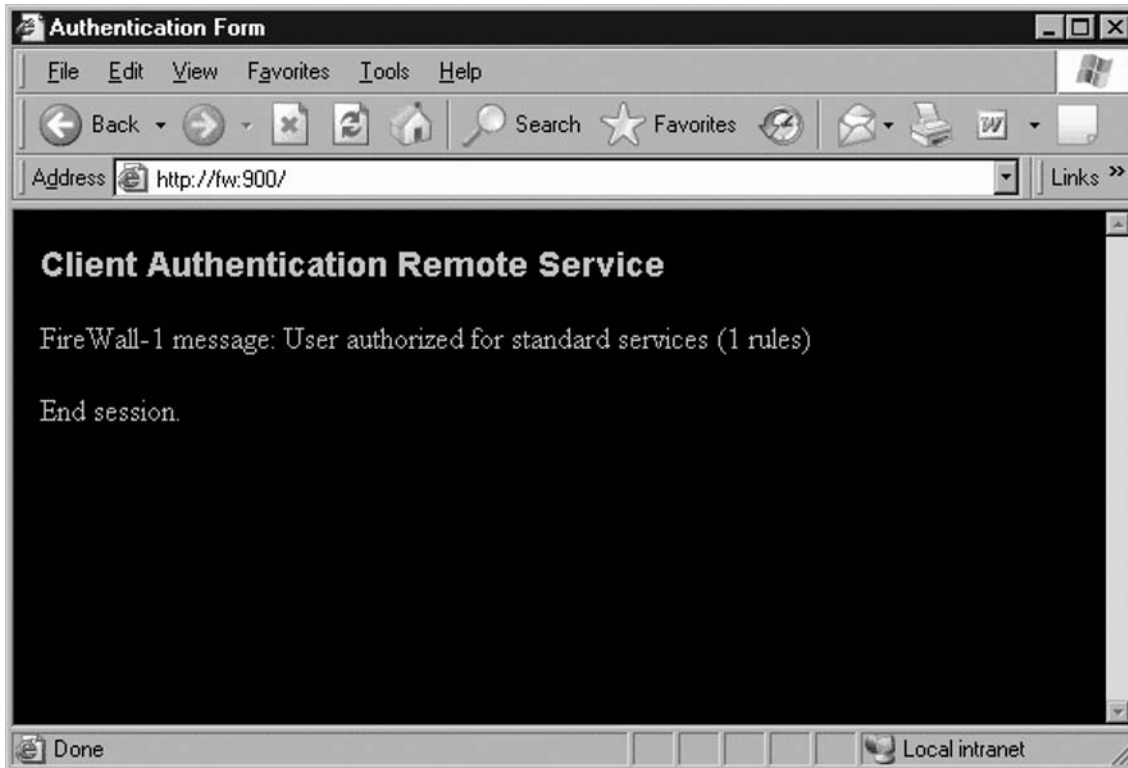 Authentication Form
File Edit View Favorites Tools Help
Back Search Favorites W
Address http://fw:900/ Links »
Client Authentication Remote Service
FireWall-1 message: User authorized for standard services (1 rules)
End session.
Done Local intranet